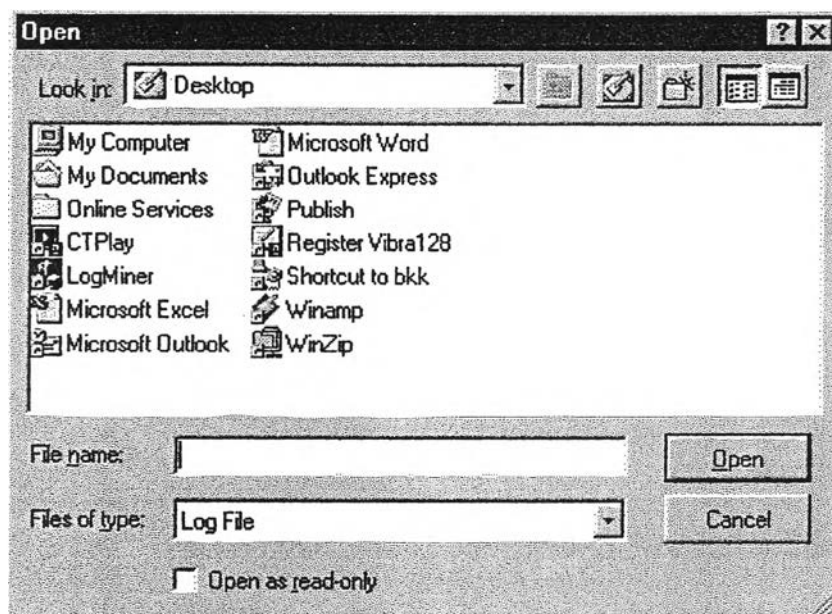 Open
Look in: Desktop
My Computer
My Documents
Online Services
CTPlay
LogMiner
Microsoft Excel
Microsoft Outlook
Microsoft Word
Outlook Express
Publish
Register Vibra128
Shortcut to bkk
Winamp
WinZip
File name:
Open
Files of type: Log File
Cancel
Open as read-only